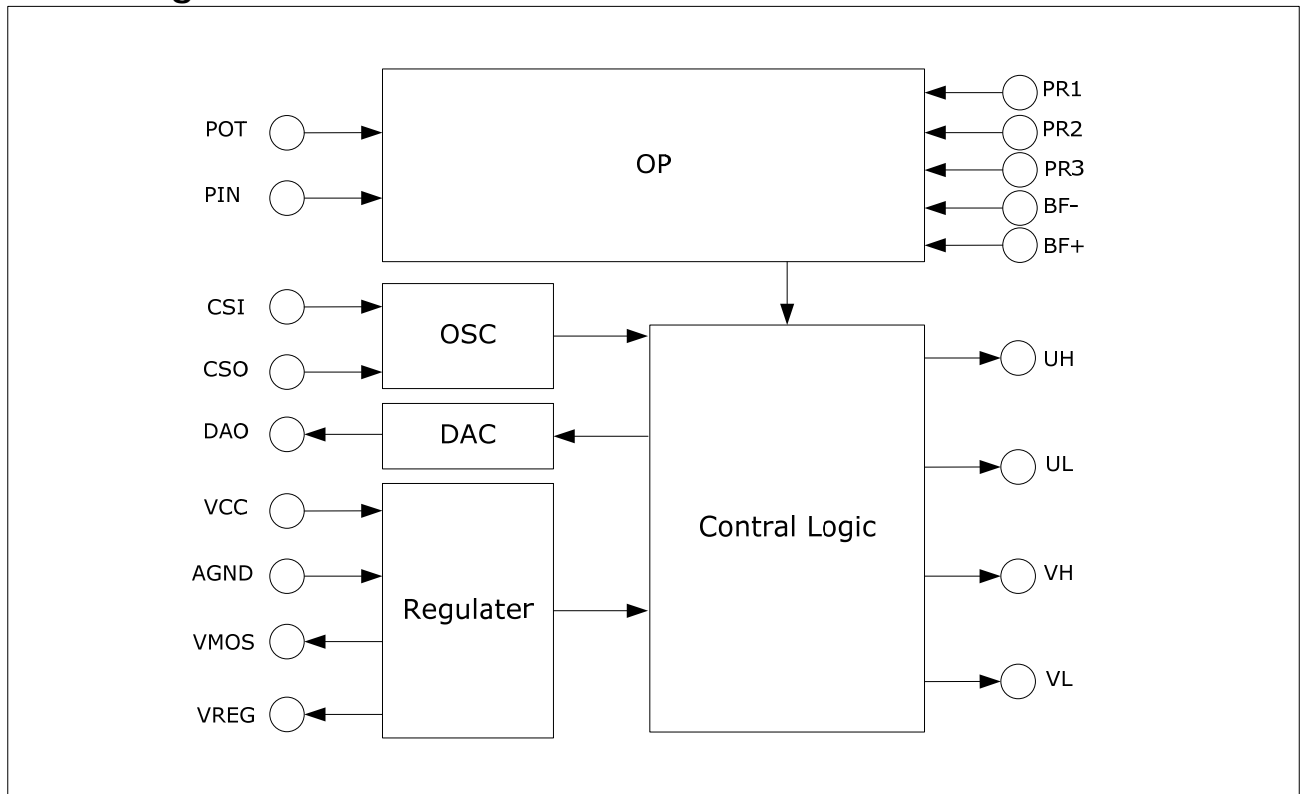 POT
PIN
OP
PR1
PR2
PR3
BF-
BF+
CSI
CSO
OSC
DAO
DAC
VCC
AGND
VMOS
VREG
Regulater
Contral Logic
UH
UL
VH
VL